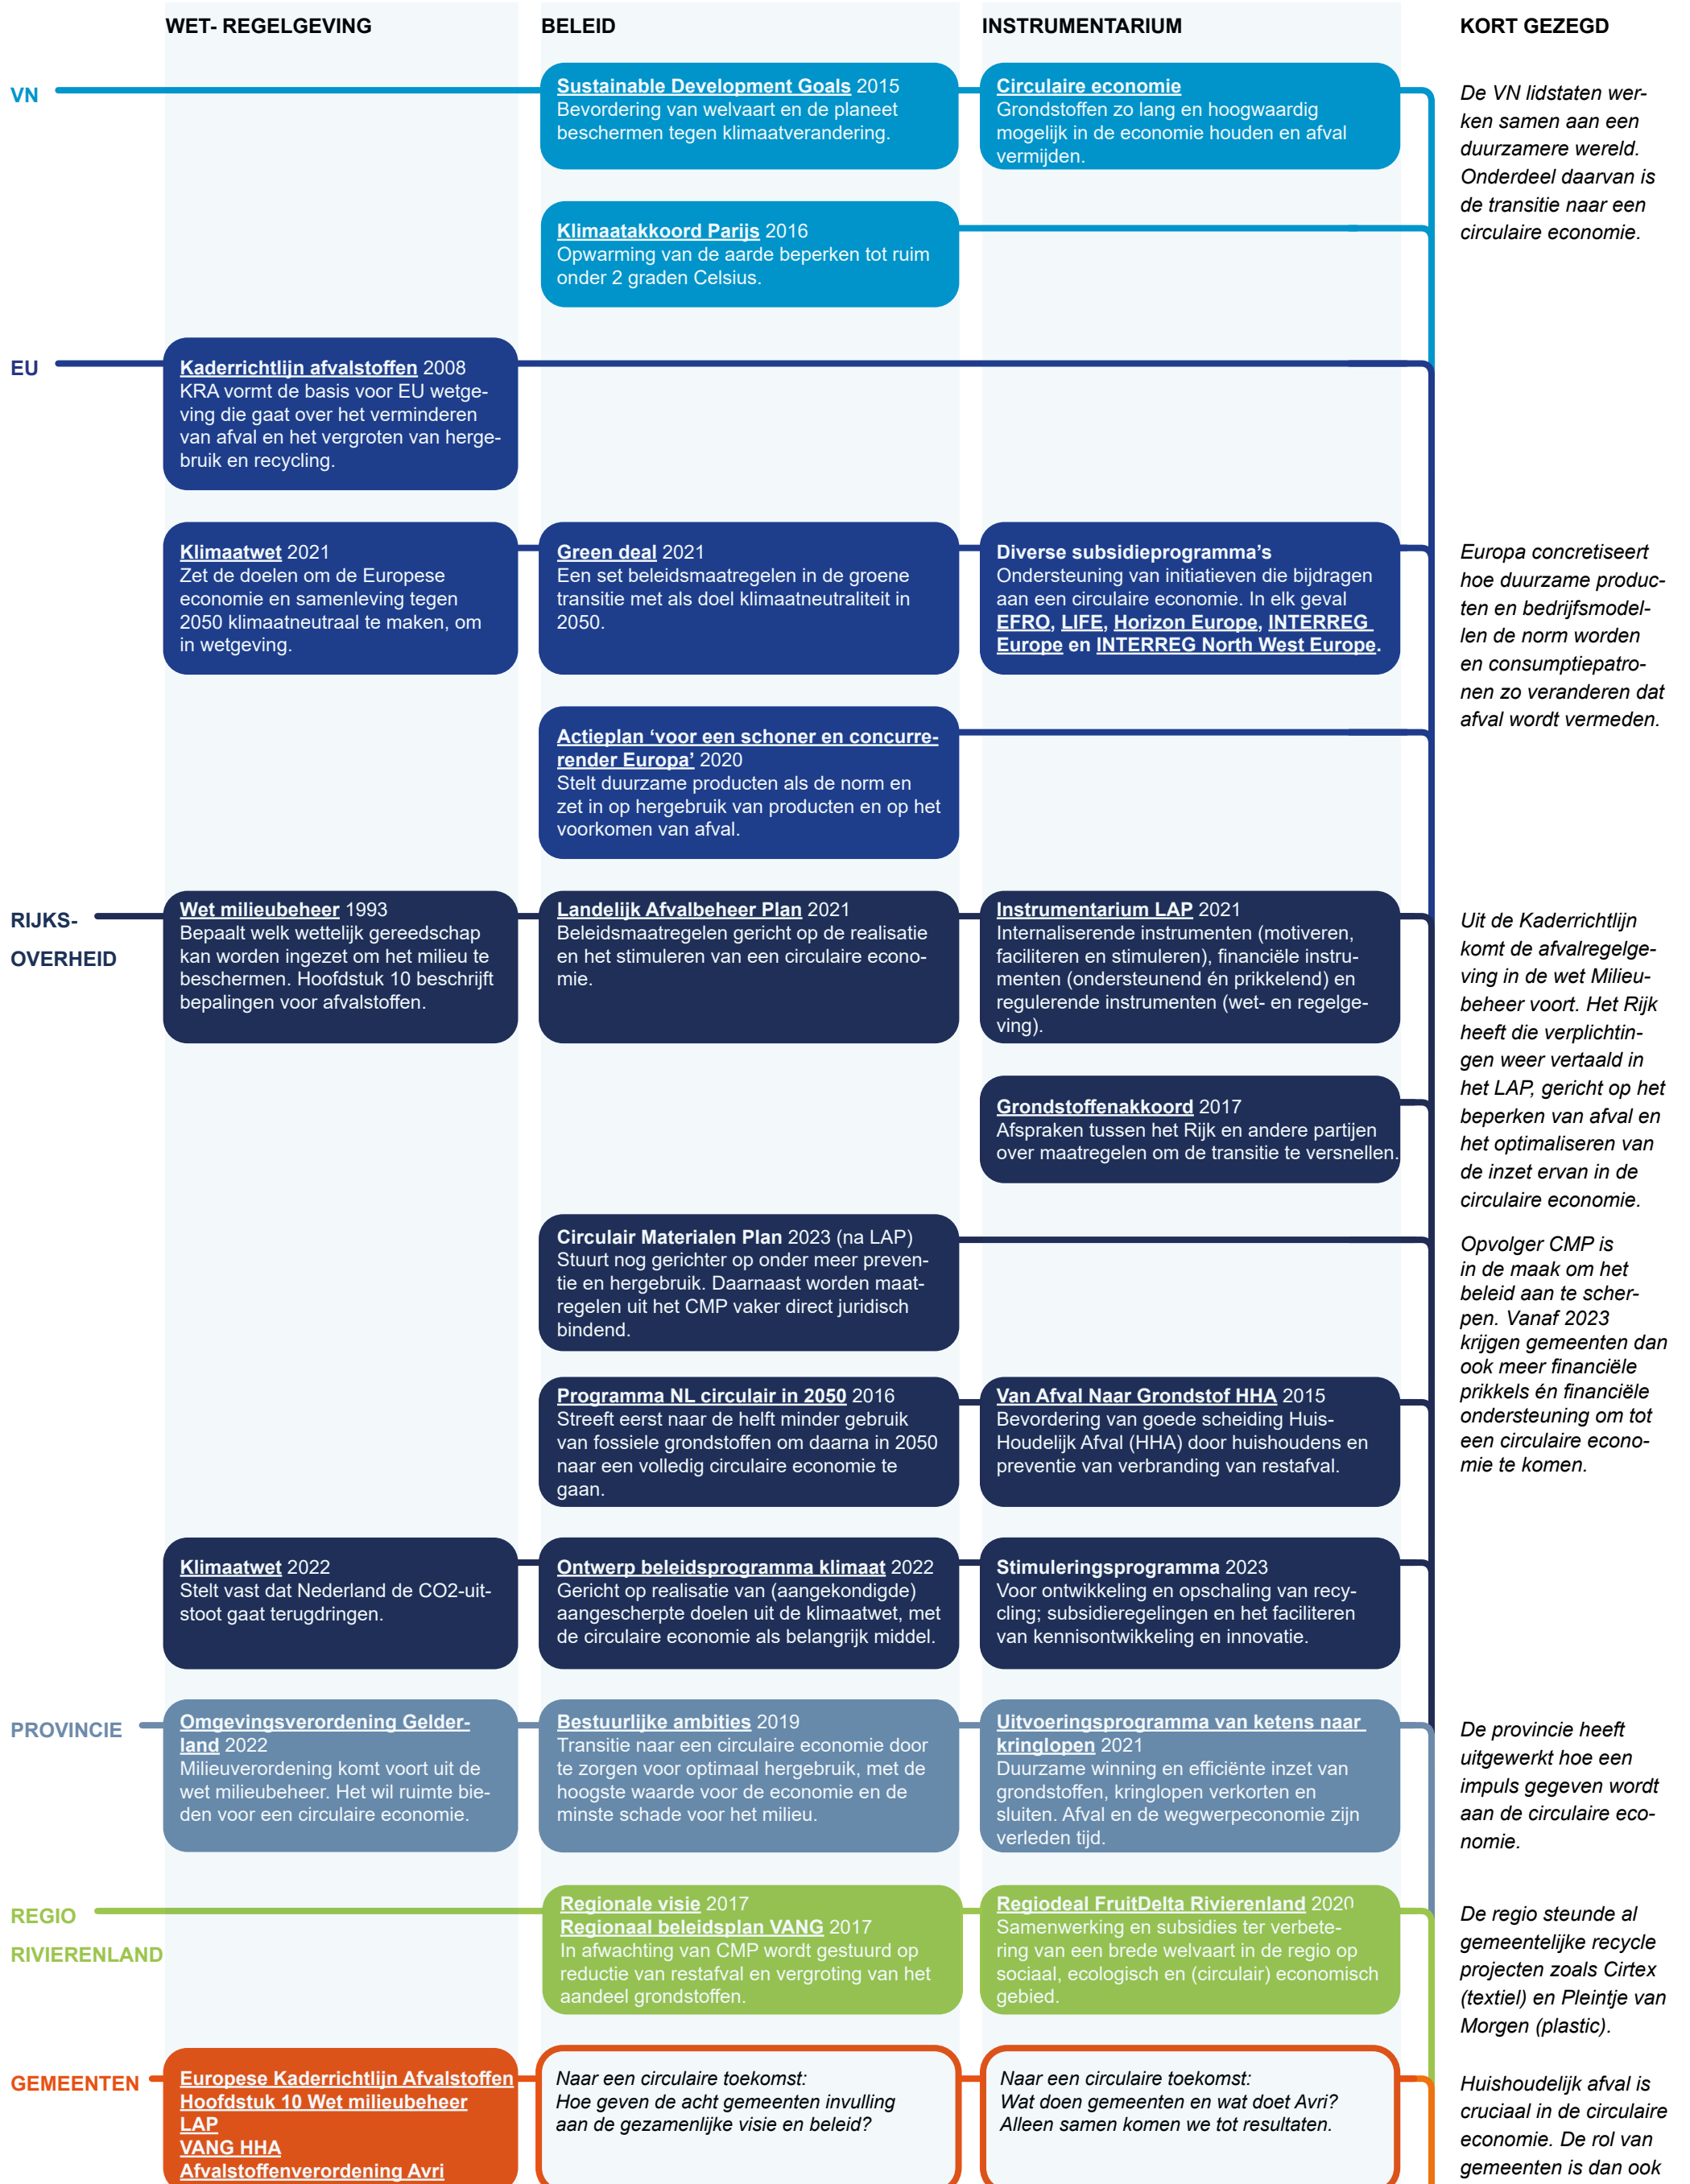 WET- REGELGEVING
BELEID
INSTRUMENTARIUM
KORT GEZEGD
VN
Sustainable Development Goals 2015
Bevordering van welvaart en de planeet
beschermen tegen klimaatverandering.
Circulaire economie
Grondstoffen zo lang en hoogwaardig
mogelijk in de economie houden en afval
vermijden.
De VN lidstaten wer-
ken samen aan een
duurzamere wereld.
Onderdeel daarvan is
de transitie naar een
circulaire economie.
Klimaatakkoord Parijs 2016
Opwarming van de aarde beperken tot ruim
onder 2 graden Celsius.
EU
Kaderrichtlijn afvalstoffen 2008
KRA vormt de basis voor EU wetge-
ving die gaat over het verminderen
van afval en het vergroten van herge-
bruik en recycling.
Klimaatwet 2021
Zet de doelen om de Europese
economie en samenleving tegen
2050 klimaatneutraal te maken, om
in wetgeving.
Green deal 2021
Een set beleidsmaatregelen in de groene
transitie met als doel klimaatneutraliteit in
2050.
Diverse subsidieprogramma's
Ondersteuning van initiatieven die bijdragen
aan een circulaire economie. In elk geval
EFRO, LIFE, Horizon Europe, INTERREG
Europe en INTERREG North West Europe.
Europa concretiseert
hoe duurzame produc-
ten en bedrijfsmodel-
len de norm worden
en consumptiepatro-
nen zo veranderen dat
afval wordt vermeden.
Actieplan ‘voor een schoner en concurre-
render Europa’ 2020
Stelt duurzame producten als de norm en
zet in op hergebruik van producten en op het
voorkomen van afval.
RIJKS-
OVERHEID
Wet milieubeheer 1993
Bepaalt welk wettelijk gereedschap
kan worden ingezet om het milieu te
beschermen. Hoofdstuk 10 beschrijft
bepalingen voor afvalstoffen.
Landelijk Afvalbeheer Plan 2021
Beleidsmaatregelen gericht op de realisatie
en het stimuleren van een circulaire econo-
mie.
Instrumentarium LAP 2021
Internaliserende instrumenten (motiveren,
faciliteren en stimuleren), financiële instru-
menten (ondersteunend én prikkelend) en
regulerende instrumenten (wet- en regelge-
ving).
Uit de Kaderrichtlijn
komt de afvalregelge-
ving in de wet Milieu-
beheer voort. Het Rijk
heeft die verplichtin-
gen weer vertaald in
het LAP, gericht op het
beperken van afval en
het optimaliseren van
de inzet ervan in de
circulaire economie.
Grondstoffenakkoord 2017
Afspraken tussen het Rijk en andere partijen
over maatregelen om de transitie te versnellen.
Circulair Materialen Plan 2023 (na LAP)
Stuurt nog gerichter op onder meer preven-
tie en hergebruik. Daarnaast worden maat-
regelen uit het CMP vaker direct juridisch
bindend.
Opvolger CMP is
in de maak om het
beleid aan te scher-
pen. Vanaf 2023
krijgen gemeenten dan
ook meer financiële
prikkels én financiële
ondersteuning om tot
een circulaire econo-
mie te komen.
Programma NL circulair in 2050 2016
Streeft eerst naar de helft minder gebruik
van fossiele grondstoffen om daarna in 2050
naar een volledig circulaire economie te
gaan.
Van Afval Naar Grondstof HHA 2015
Bevordering van goede scheiding Huis-
Houdelijk Afval (HHA) door huishoudens en
preventie van verbranding van restafval.
Klimaatwet 2022
Stelt vast dat Nederland de CO2-uit-
stoot gaat terugdringen.
Ontwerp beleidsprogramma klimaat 2022
Gericht op realisatie van (aangekondigde)
aangescherpte doelen uit de klimaatwet, met
de circulaire economie als belangrijk middel.
Stimuleringsprogramma 2023
Voor ontwikkeling en opschaling van recy-
cling; subsidieregelingen en het faciliteren
van kennisontwikkeling en innovatie.
PROVINCIE
Omgevingsverordening Gelder-
land 2022
Milieuverordening komt voort uit de
wet milieubeheer. Het wil ruimte bie-
den voor een circulaire economie.
Bestuurlijke ambities 2019
Transitie naar een circulaire economie door
te zorgen voor optimaal hergebruik, met de
hoogste waarde voor de economie en de
minste schade voor het milieu.
Uitvoeringsprogramma van ketens naar
kringlopen 2021
Duurzame winning en efficiënte inzet van
grondstoffen, kringlopen verkorten en
sluiten. Afval en de wegwerpeconomie zijn
verleden tijd.
De provincie heeft
uitgewerkt hoe een
impuls gegeven wordt
aan de circulaire eco-
nomie.
REGIO
RIVIERENLAND
Regionale visie 2017
Regionaal beleidsplan VANG 2017
In afwachting van CMP wordt gestuurd op
reductie van restafval en vergroting van het
aandeel grondstoffen.
Regiodeal FruitDelta Rivierenland 2020
Samenwerking en subsidies ter verbete-
ring van een brede welvaart in de regio op
sociaal, ecologisch en (circulair) economisch
gebied.
De regio steunde al
gemeentelijke recycle
projecten zoals Cirtex
(textiel) en Pleintje van
Morgen (plastic).
GEMEENTEN
Europese Kaderrichtlijn Afvalstoffen
Hoofdstuk 10 Wet milieubeheer
LAP
VANG HHA
Afvalstoffenverordening Avri
Naar een circulaire toekomst:
Hoe geven de acht gemeenten invulling
aan de gezamenlijke visie en beleid?
Naar een circulaire toekomst:
Wat doen gemeenten en wat doet Avri?
Alleen samen komen we tot resultaten.
Huishoudelijk afval is
cruciaal in de circulaire
economie. De rol van
gemeenten is dan ook